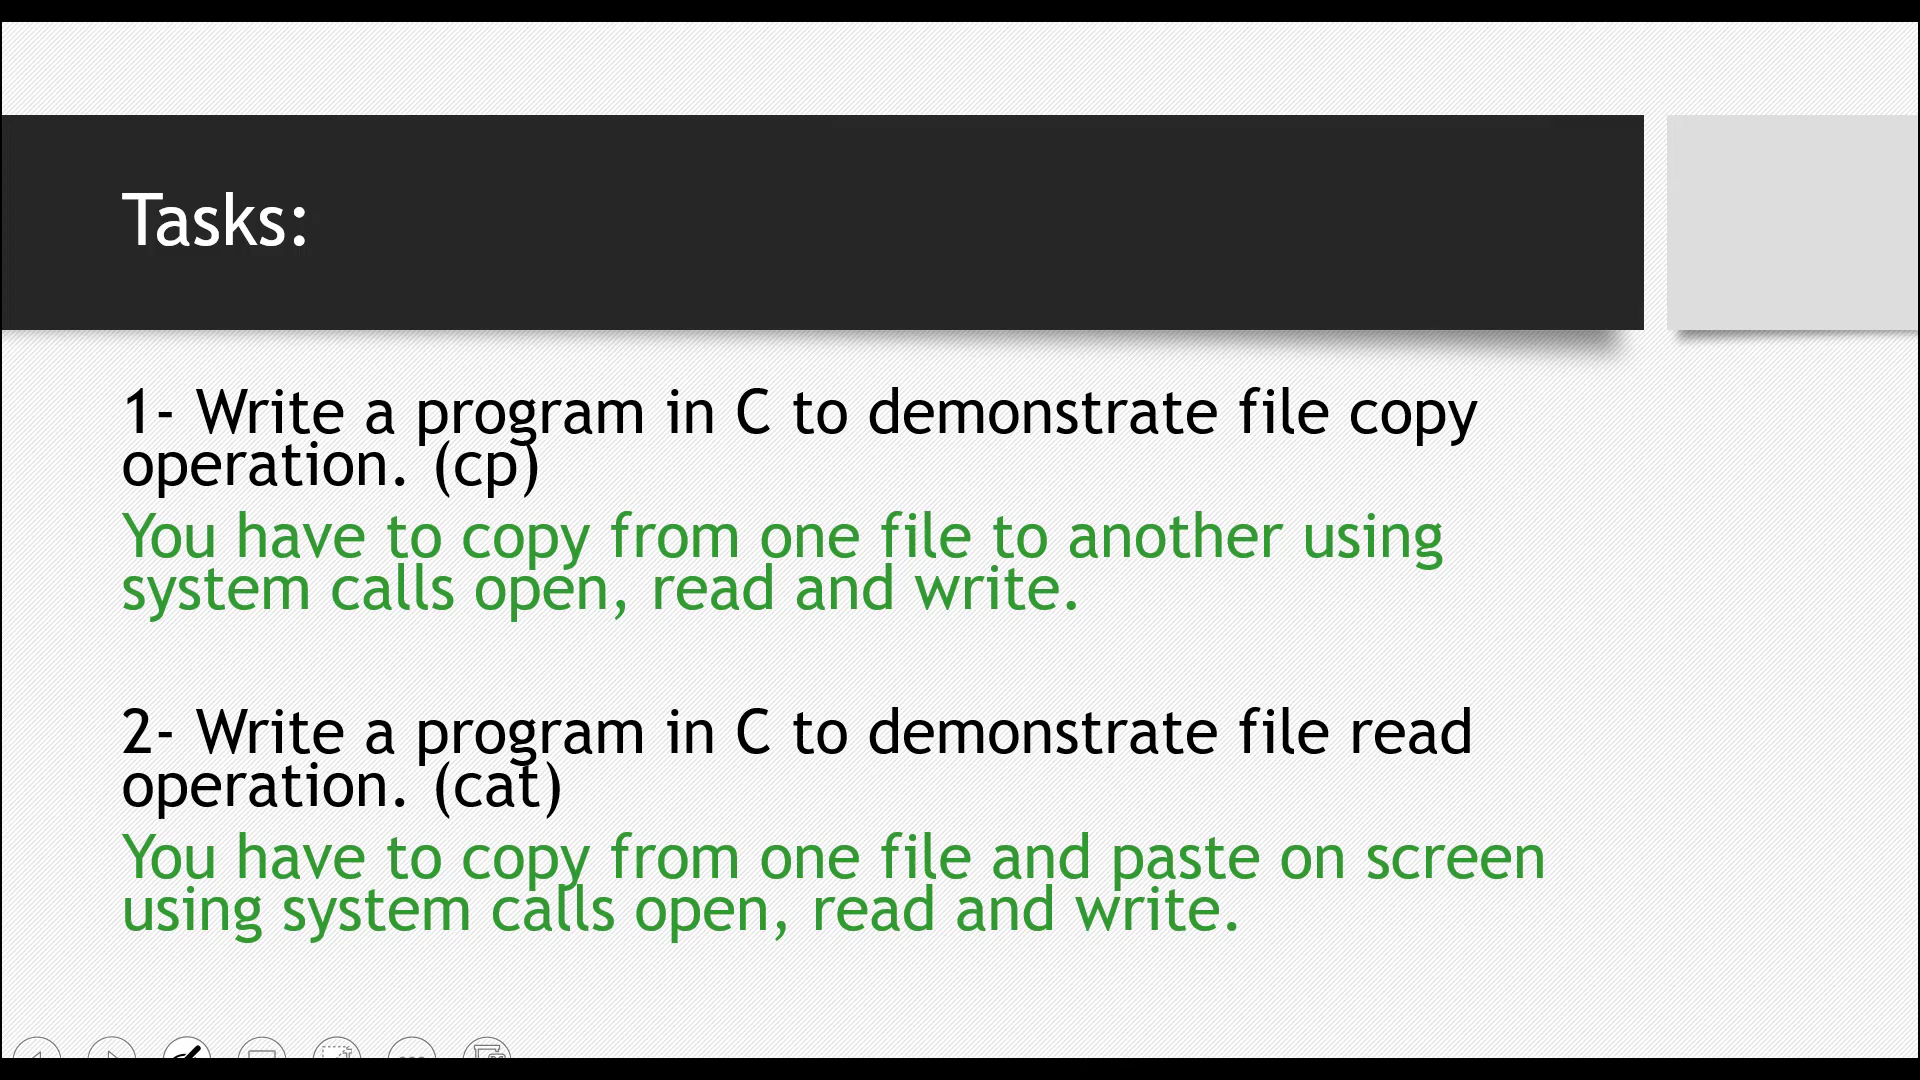 Tasks:
1- Write a program in C to demonstrate file copy
operation. (cp)
You have to copy from one file to another using
system calls open, read and write.
2- Write a program in C to demonstrate file read
operation. (cat)
You have to copy from one file and paste on screen
using system calls open, read and write.